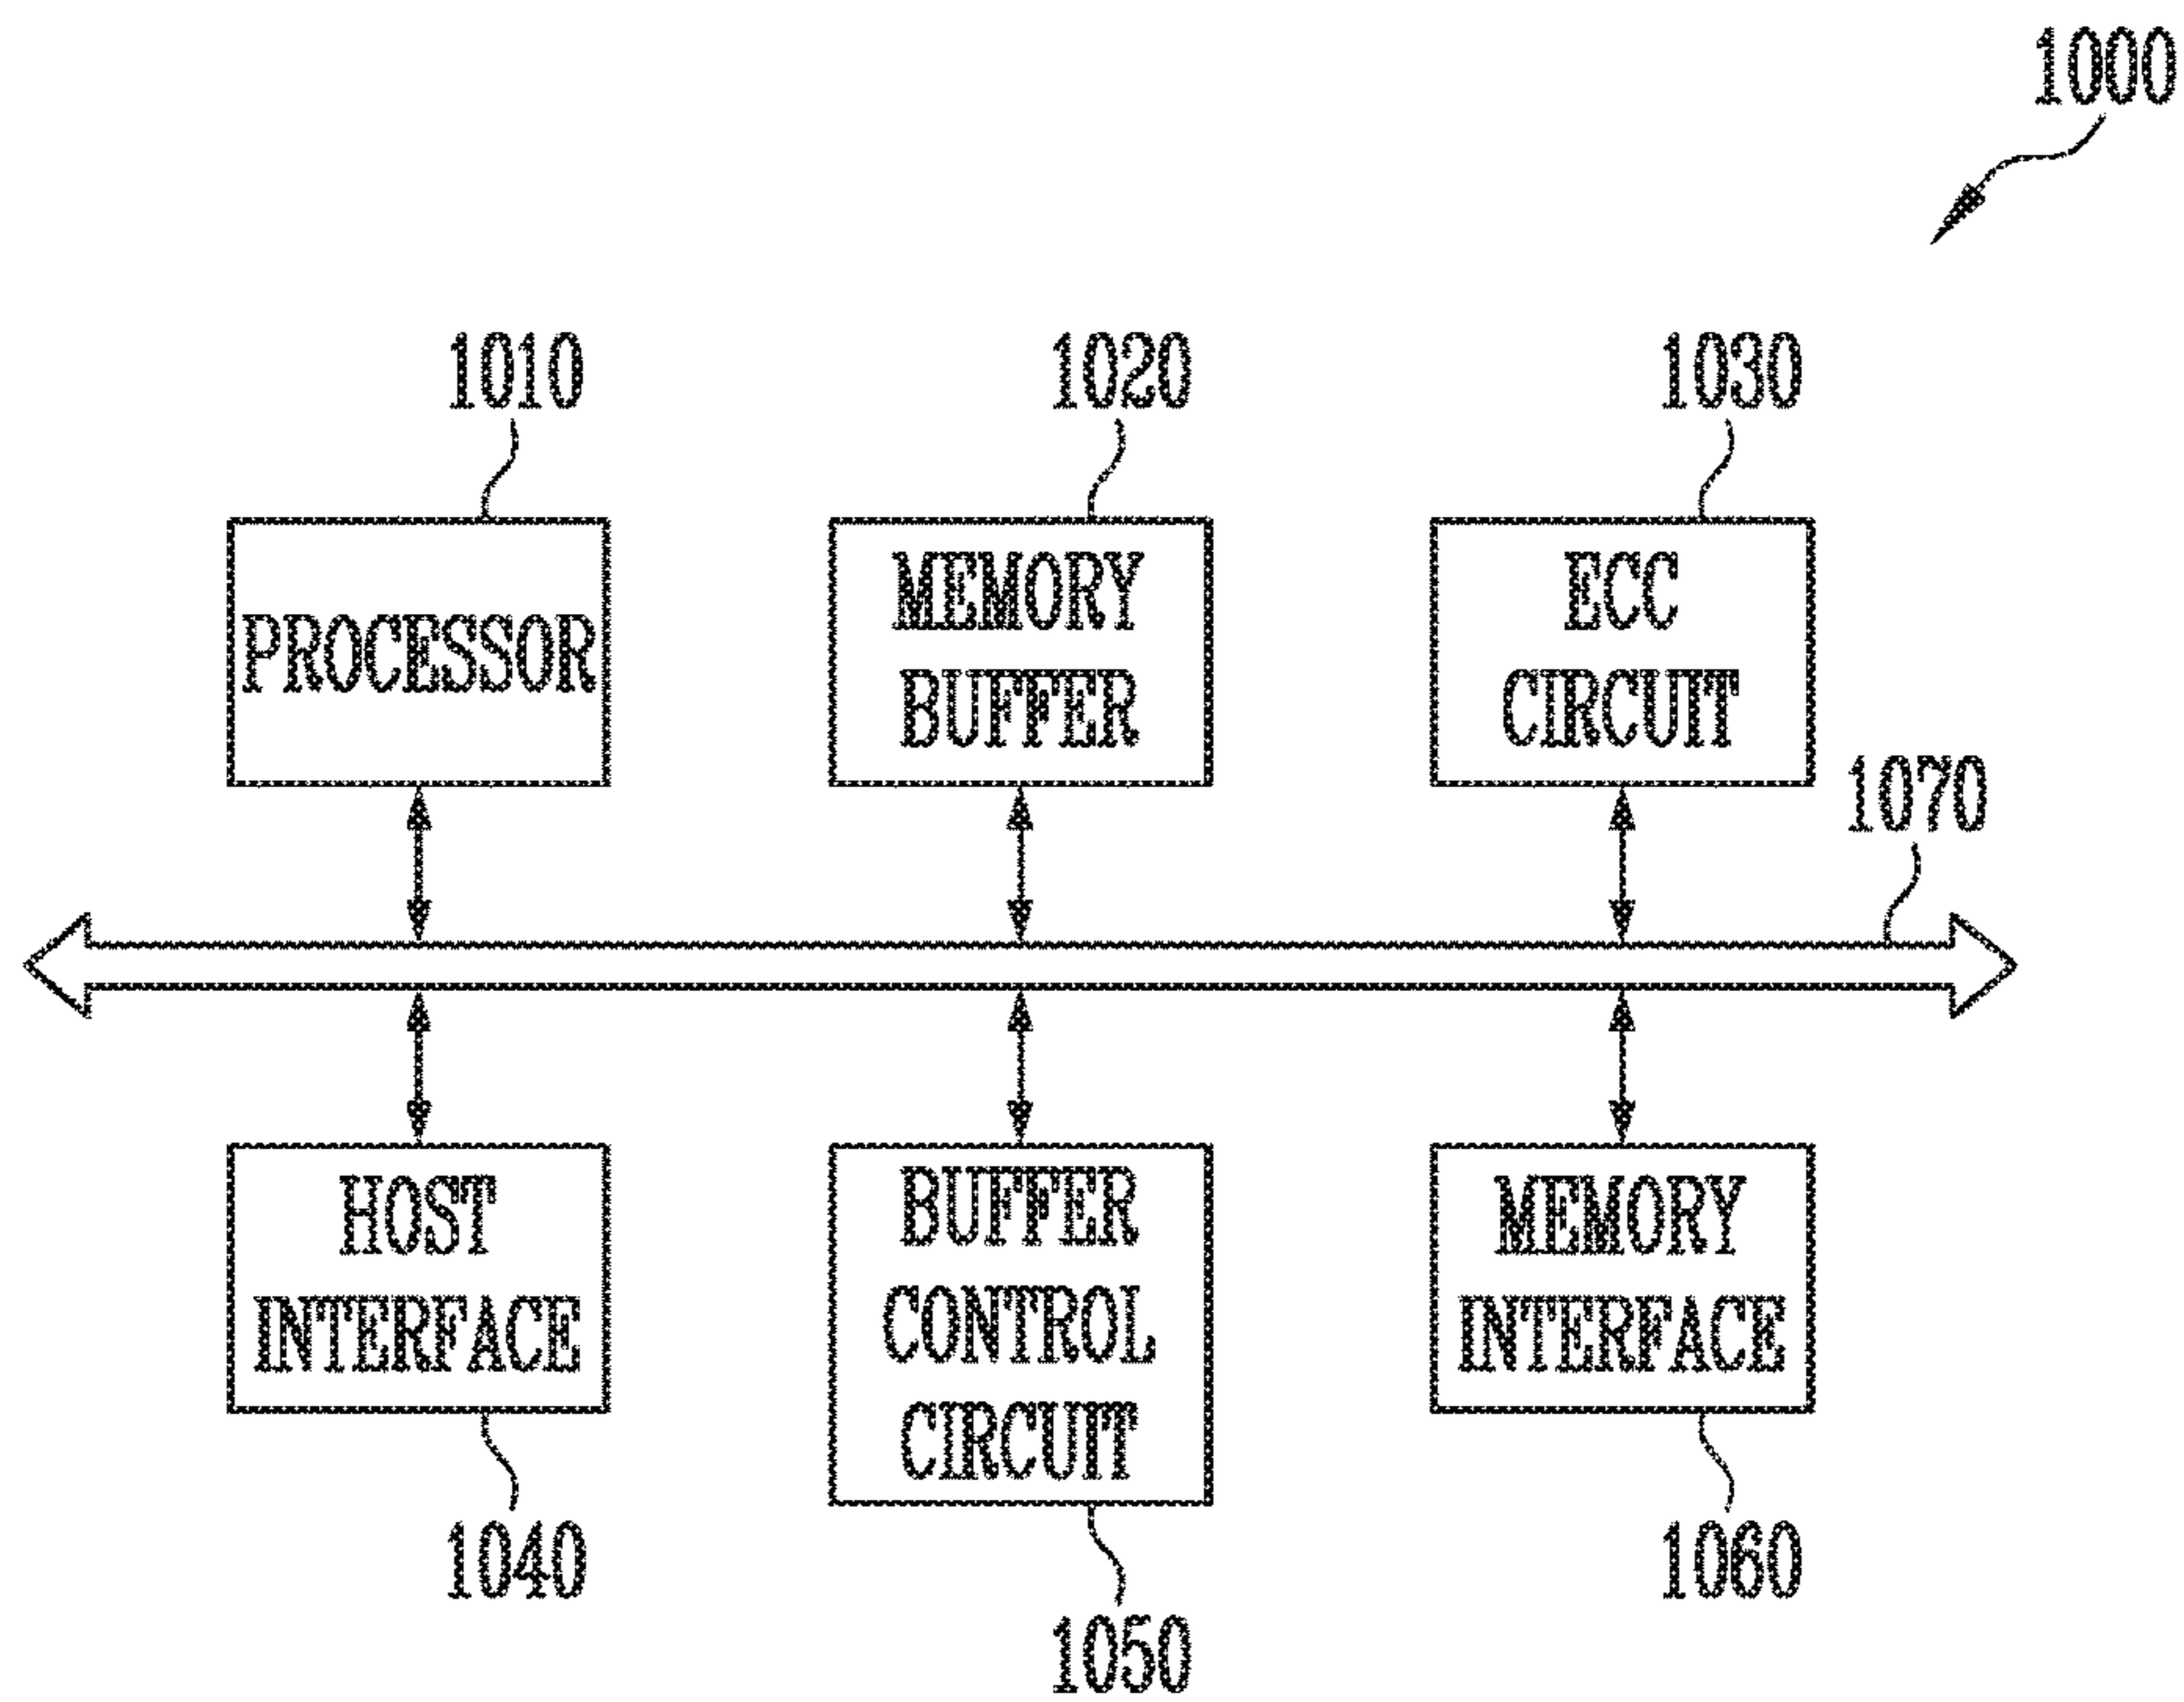 1000
1010
1020
1030
PROCESSOR
MEMORY
BUFFER
ECC
CIRCUIT
1070
HOST
INTERFACE
BUFFER
CONTROL
CIRCUIT
MEMORY
INTERFACE
1040
1050
1060